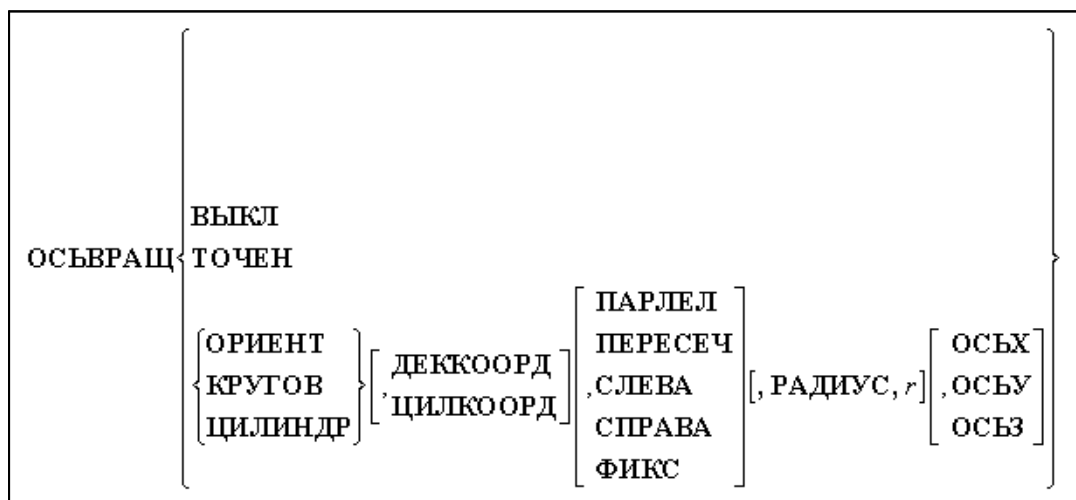 ВЫКЛ
ОСЬВРАЩ ТОЧЕН
ПАРЛЕЛ
ОРИЕНТ ДЕККООРД ПЕРЕСЕЧ ОСЬХ
КРУГОВ , ,СЛЕВА [, РАДИУС, r] ,ОСЬУ
ЦИЛИНДР ЦИЛКООРД СПРАВА ОСЬЗ
ФИКС